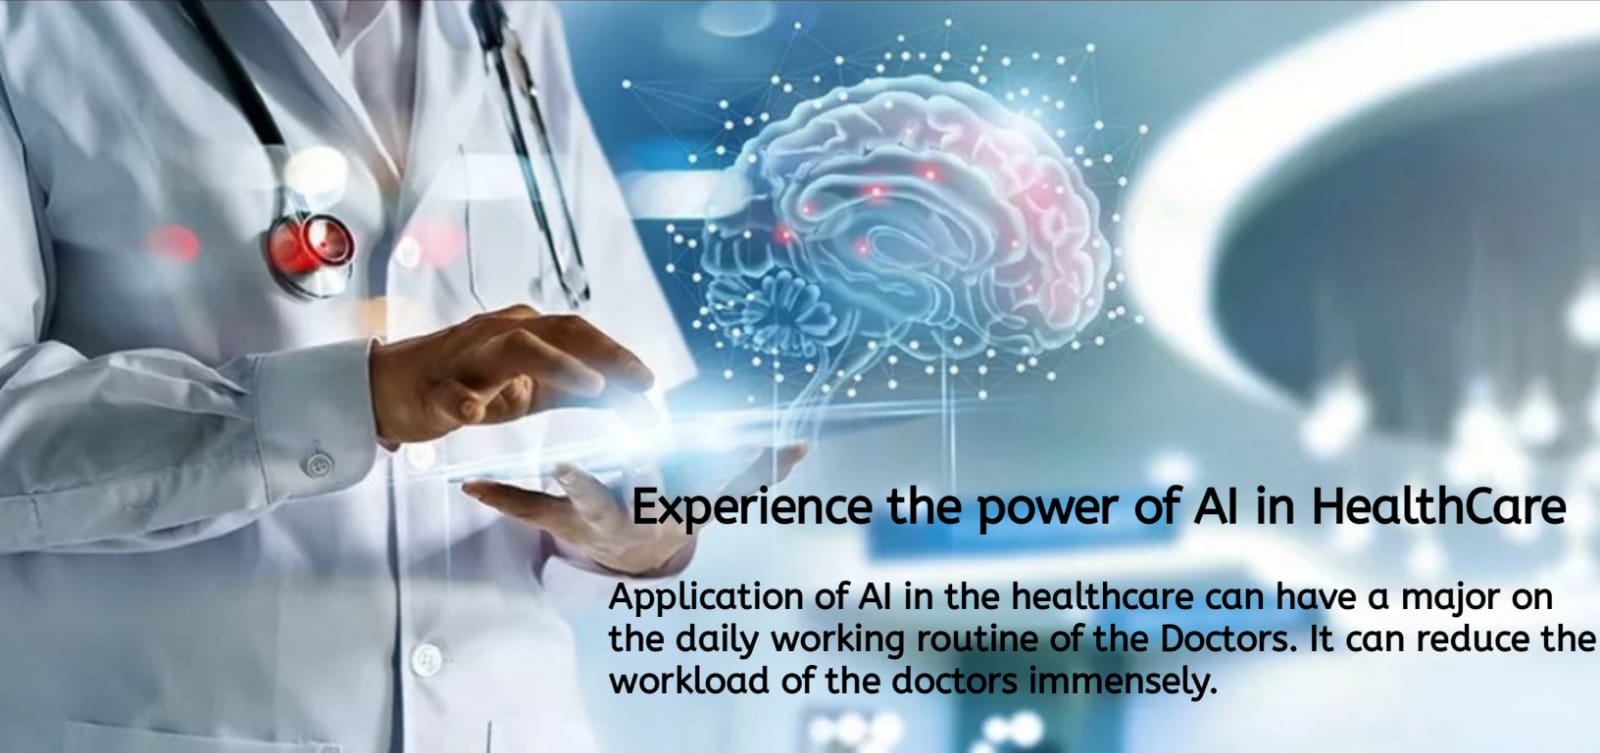 Experience the power of AI in HealthCare
Application of AI in the healthcare can have a major on
the daily working routine of the Doctors. It can reduce the
workload of the doctors immensely.